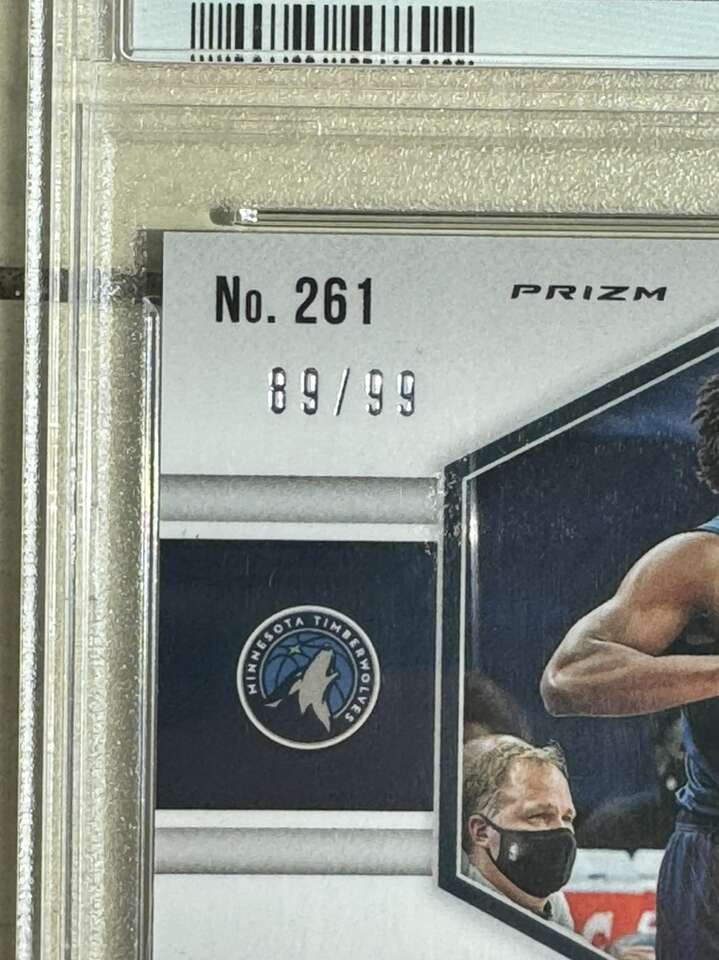 No. 261
PRIZM
89/99
MINNESOTA TIMBERWOLVES